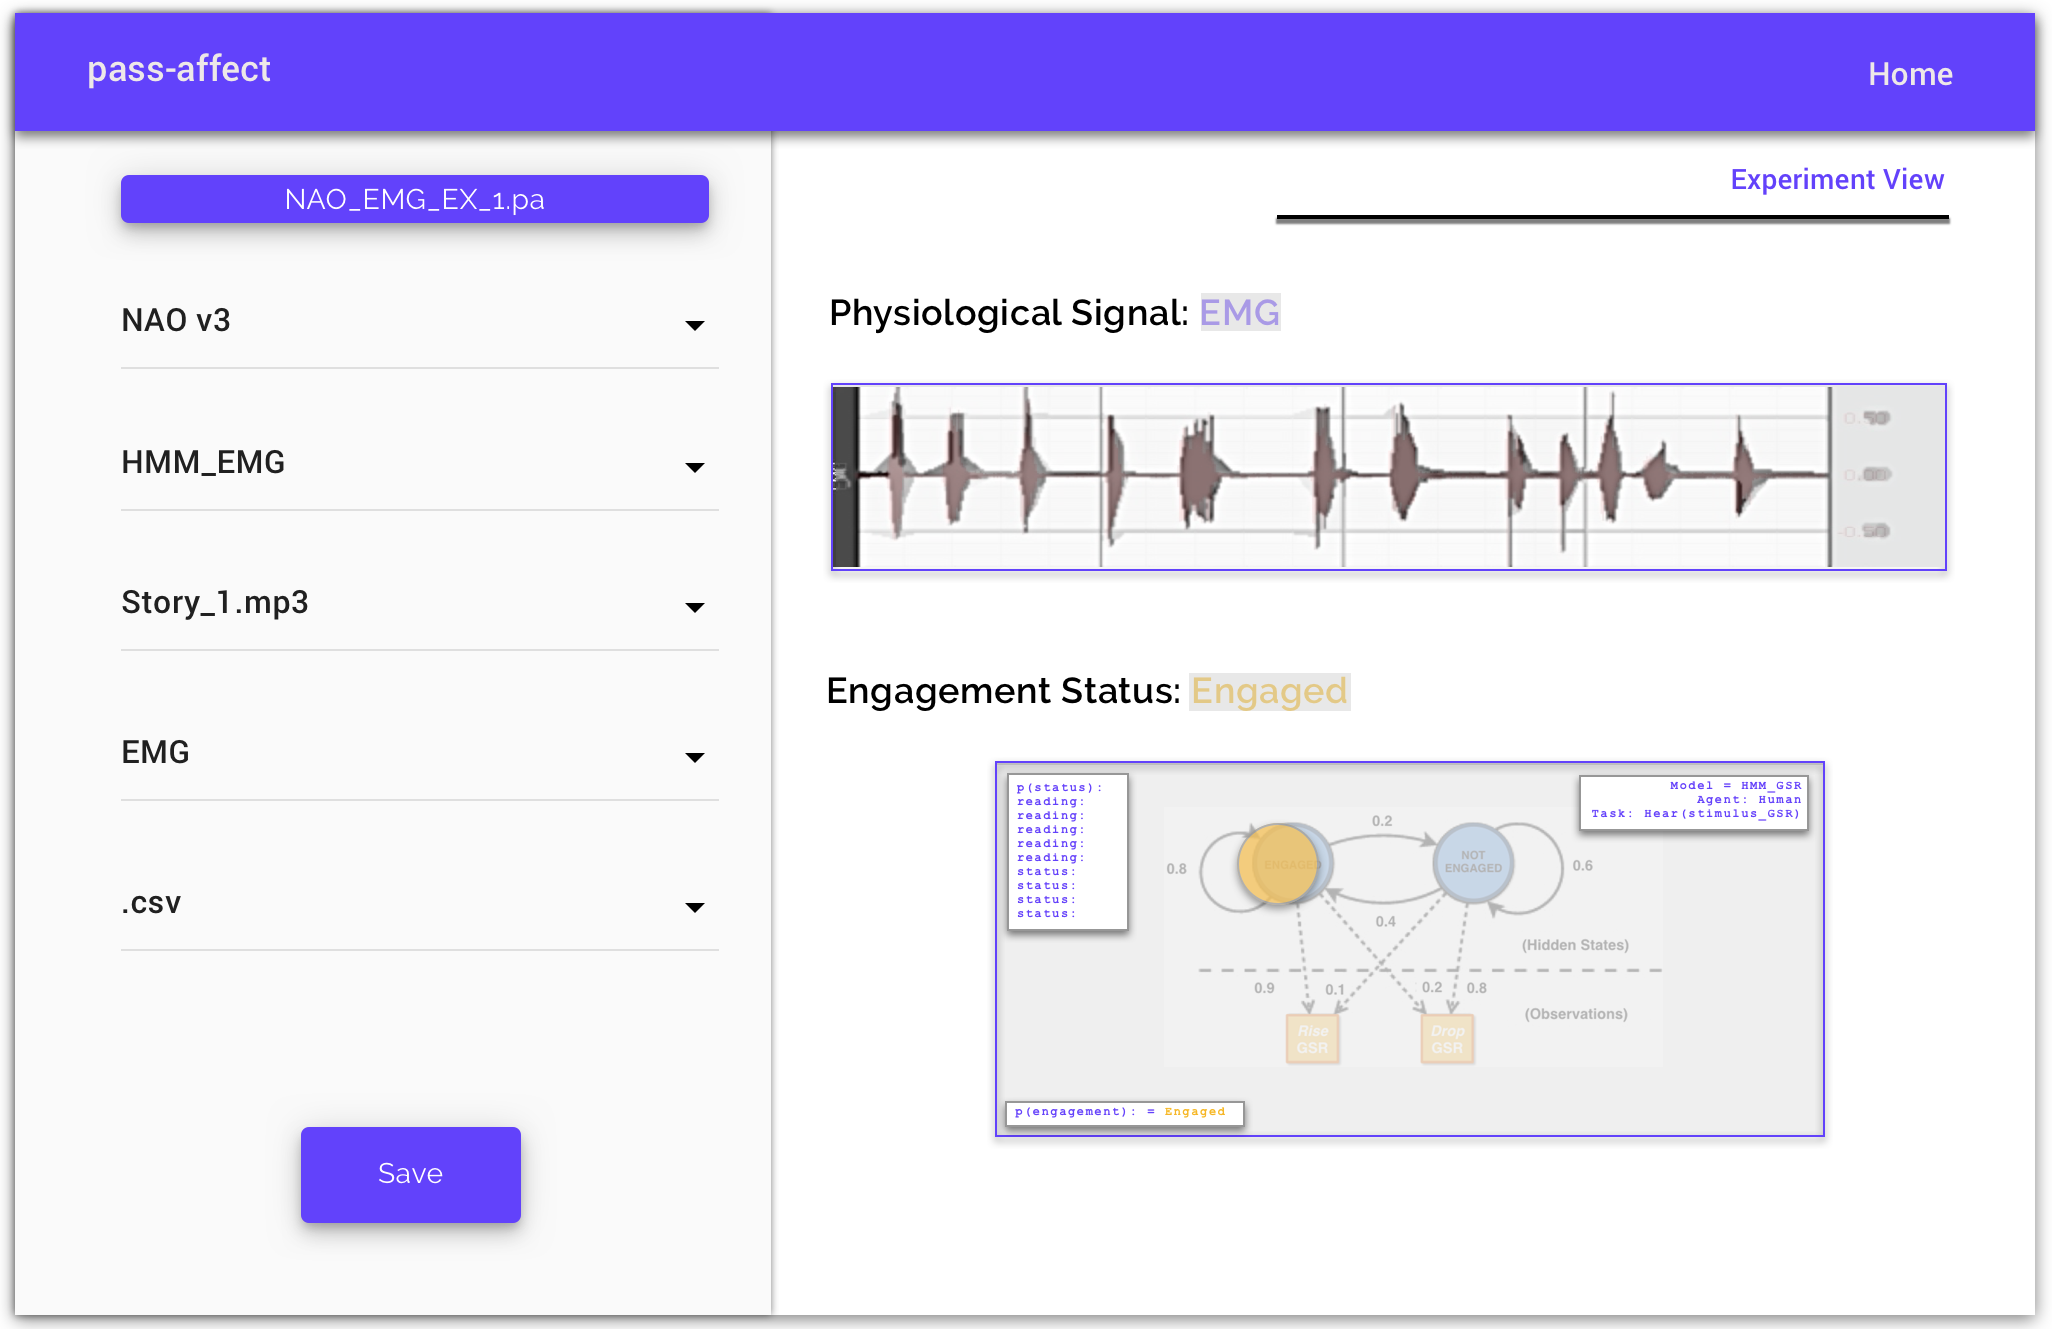 pass-affect
Home
NAO_EMG_EX_1.pa
NAO v3
HMM_EMG
Story_1.mp3
EMG
.csv
Save
Experiment View
Physiological Signal: EMG
0.50
0.00
-0.50
Engagement Status: Engaged
p(status):
reading:
reading:
reading:
reading:
reading:
status:
status:
status:
status:
Model = HMM_GSR
Agent: Human
Task: Hear(stimulus_GSR)
0.2
0.8
ENGAGED
NOT
ENGAGED
0.6
0.4
(Hidden States)
0.9
0.1
0.2
0.8
(Observations)
Rise
GSR
Drop
GSR
p(engagement): = Engaged